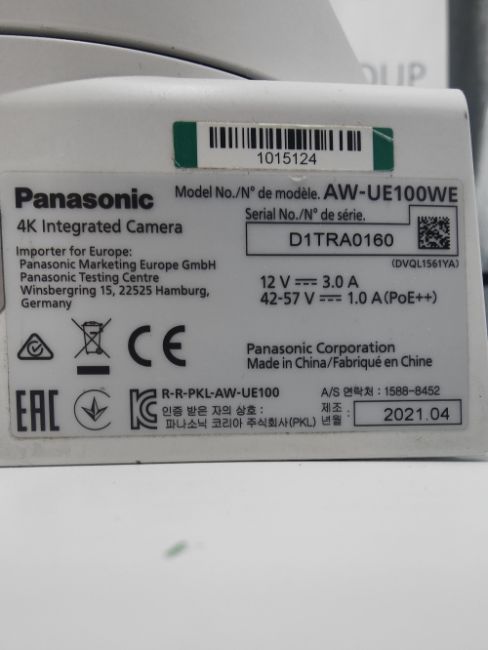 OUP
1015124
Panasonic
Model No./N° de modèle. AW-UE100WE
4K Integrated Camera
Serial No./N° de série.
D1TRA0160
(DVQL1561YA)
Importer for Europe:
Panasonic Marketing Europe GmbH
Panasonic Testing Centre
Winsbergring 15, 22525 Hamburg,
Germany
12 V ⎓ 3.0 A
42-57 V ⎓ 1.0 A (PoE++)
CE
Panasonic Corporation
Made in China/Fabriqué en Chine
EAC
R-R-PKL-AW-UE100
인증 받은 자의 상호 :
파나소닉 코리아 주식회사(PKL)
A/S 연락처 : 1588-8452
제조
년월 :
2021.04